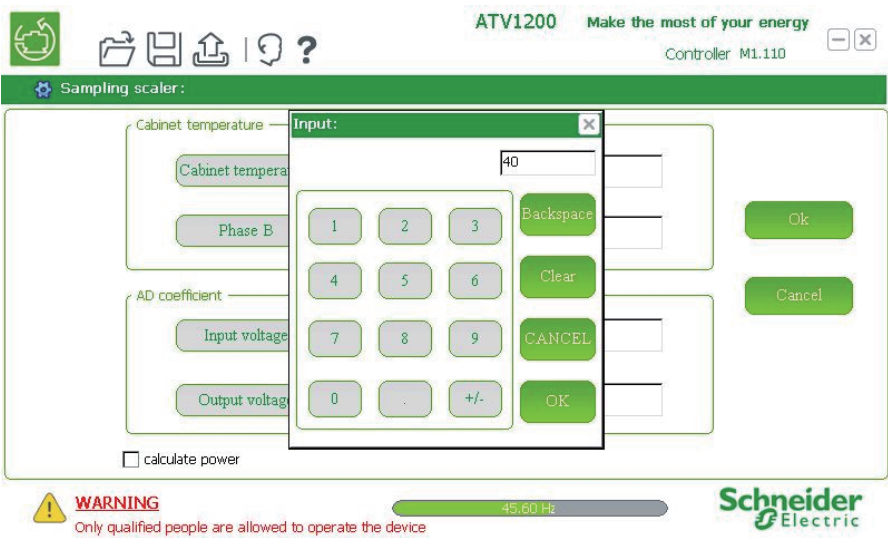 ATV1200 Make the most of your energy
Controller M1.110
?
Sampling scaler:
Cabinet temperature
Input:
40
Cabinet tempera
Phase B
1 2 3 Backspace
4 5 6 Clear
7 8 9 CANCEL
0 . +/- OK
Ok
Cancel
AD coefficient
Input voltage
Output voltag
calculate power
WARNING
Only qualified people are allowed to operate the device
45.60 Hz
Schneider
Electric